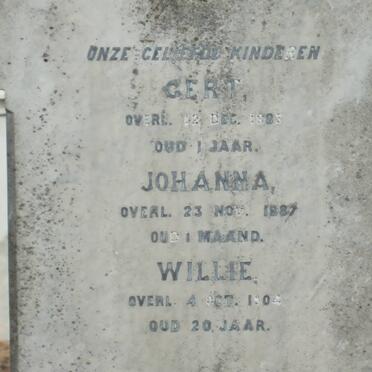 ONZE GELIEFDE KINDEREN
GERT,
OVERL. DEC.
OUD 1 JAAR.
JOHANNA,
OVERL. 23 NOV. 1887
OUD 1 MAAND.
WILLIE,
OVERL. 4 1904
OUD 20 JAAR.